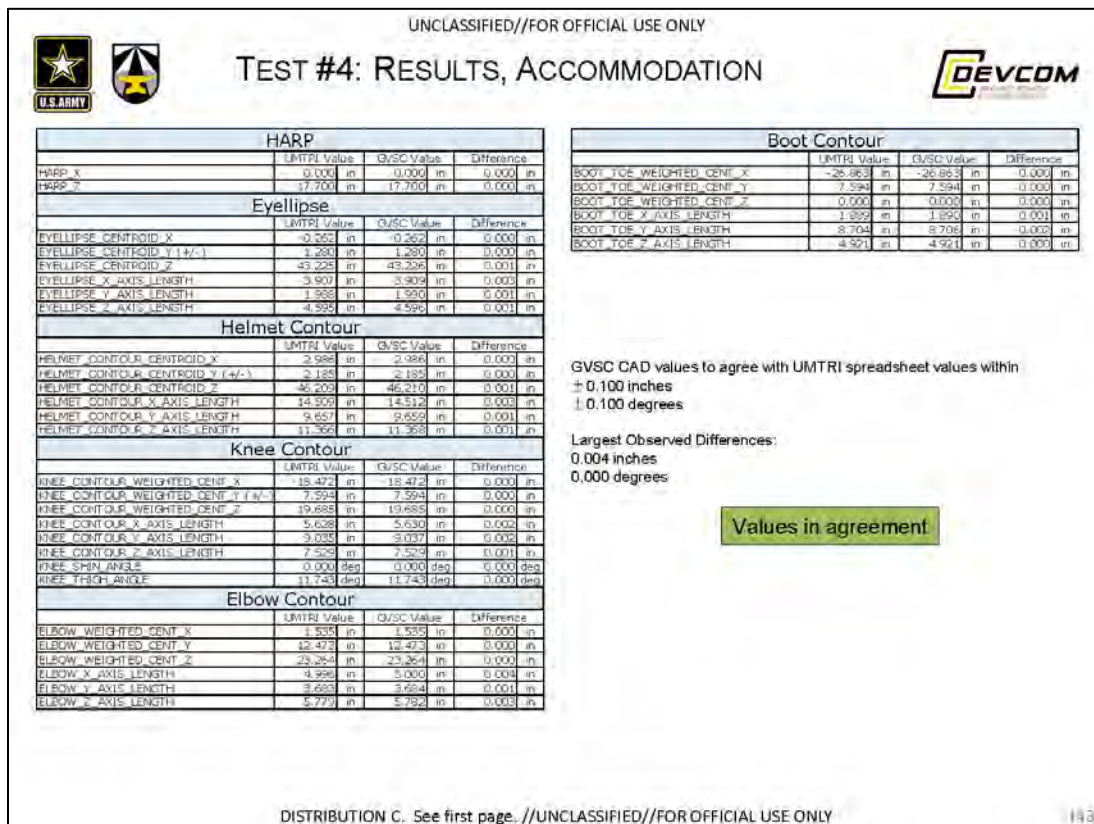 UNCLASSIFIED//FOR OFFICIAL USE ONLY
U.S.ARMY
TEST #4: RESULTS, ACCOMMODATION
DEVCOM
HARP
UMTRI Value GVSC Value Difference
HARP_X 0.000 in 0.000 in 0.000 in
HARP_Z 17.700 in 17.700 in 0.000 in
Eyellipse
UMTRI Value GVSC Value Difference
EYELLIPSE_CENTROID_X -0.262 in -0.262 in 0.000 in
EYELLIPSE_CENTROID_Y (+/-) 1.280 in 1.280 in 0.000 in
EYELLIPSE_CENTROID_Z 43.225 in 43.226 in 0.001 in
EYELLIPSE_X_AXIS_LENGTH 3.907 in 3.909 in 0.003 in
EYELLIPSE_Y_AXIS_LENGTH 1.988 in 1.990 in 0.001 in
EYELLIPSE_Z_AXIS_LENGTH 4.595 in 4.596 in 0.001 in
Helmet Contour
UMTRI Value GVSC Value Difference
HELMET_CONTOUR_CENTROID_X 2.986 in 2.986 in 0.000 in
HELMET_CONTOUR_CENTROID_Y (+/-) 2.185 in 2.185 in 0.000 in
HELMET_CONTOUR_CENTROID_Z 46.209 in 46.210 in 0.001 in
HELMET_CONTOUR_X_AXIS_LENGTH 14.509 in 14.512 in 0.003 in
HELMET_CONTOUR_Y_AXIS_LENGTH 9.657 in 9.659 in 0.001 in
HELMET_CONTOUR_Z_AXIS_LENGTH 11.366 in 11.368 in 0.001 in
Knee Contour
UMTRI Value GVSC Value Difference
KNEE_CONTOUR_WEIGHTED_CENT_X -18.472 in -18.472 in 0.000 in
KNEE_CONTOUR_WEIGHTED_CENT_Y (+/-) 7.594 in 7.594 in 0.000 in
KNEE_CONTOUR_WEIGHTED_CENT_Z 19.685 in 19.685 in 0.000 in
KNEE_CONTOUR_X_AXIS_LENGTH 5.628 in 5.630 in 0.002 in
KNEE_CONTOUR_Y_AXIS_LENGTH 9.035 in 9.037 in 0.002 in
KNEE_CONTOUR_Z_AXIS_LENGTH 7.529 in 7.529 in 0.001 in
KNEE_SHIN_ANGLE 0.000 deg 0.000 deg 0.000 deg
KNEE_THIGH_ANGLE 11.743 deg 11.743 deg 0.000 deg
Elbow Contour
UMTRI Value GVSC Value Difference
ELBOW_WEIGHTED_CENT_X 1.535 in 1.535 in 0.000 in
ELBOW_WEIGHTED_CENT_Y 12.473 in 12.473 in 0.000 in
ELBOW_WEIGHTED_CENT_Z 23.264 in 23.264 in 0.000 in
ELBOW_X_AXIS_LENGTH 4.996 in 5.000 in 0.004 in
ELBOW_Y_AXIS_LENGTH 3.683 in 3.684 in 0.001 in
ELBOW_Z_AXIS_LENGTH 5.779 in 5.782 in 0.003 in
Boot Contour
UMTRI Value GVSC Value Difference
BOOT_TOE_WEIGHTED_CENT_X -26.863 in -26.863 in 0.000 in
BOOT_TOE_WEIGHTED_CENT_Y 7.594 in 7.594 in 0.000 in
BOOT_TOE_WEIGHTED_CENT_Z 0.000 in 0.000 in 0.000 in
BOOT_TOE_X_AXIS_LENGTH 1.889 in 1.890 in 0.001 in
BOOT_TOE_Y_AXIS_LENGTH 8.704 in 8.706 in 0.002 in
BOOT_TOE_Z_AXIS_LENGTH 4.921 in 4.921 in 0.000 in
GVSC CAD values to agree with UMTRI spreadsheet values within
± 0.100 inches
± 0.100 degrees
Largest Observed Differences:
0.004 inches
0.000 degrees
Values in agreement
DISTRIBUTION C. See first page. //UNCLASSIFIED//FOR OFFICIAL USE ONLY